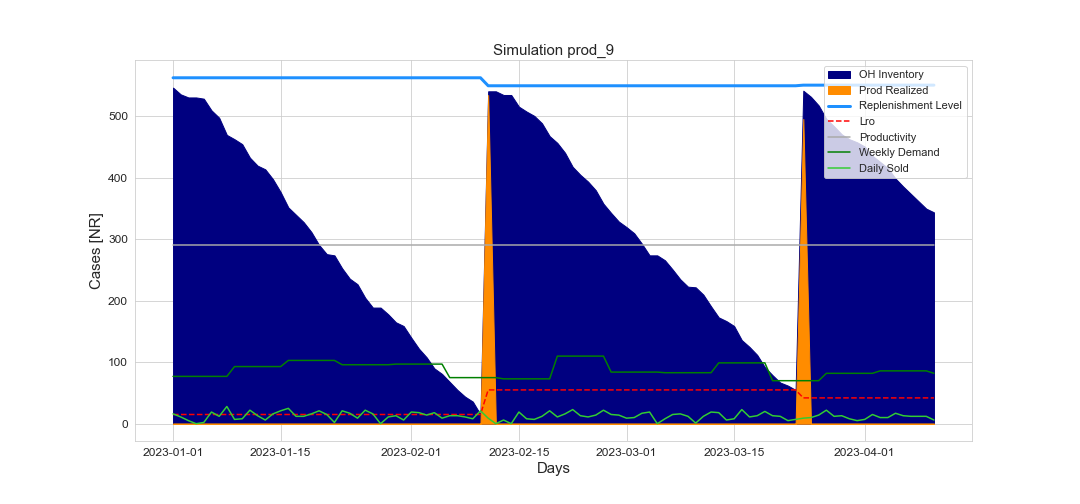 Simulation prod_9
Cases [NR]
500
400
300
200
100
0
OH Inventory
Prod Realized
Replenishment Level
Lro
Productivity
Weekly Demand
Daily Sold
2023-01-01 2023-01-15 2023-02-01 2023-02-15 2023-03-01 2023-03-15 2023-04-01
Days